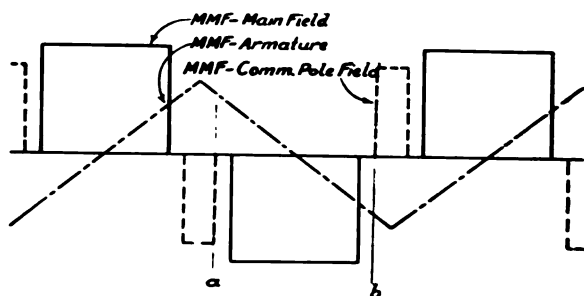 MMF-Main Field
MMF-Armature
MMF-Comm. Pole Field
a
b